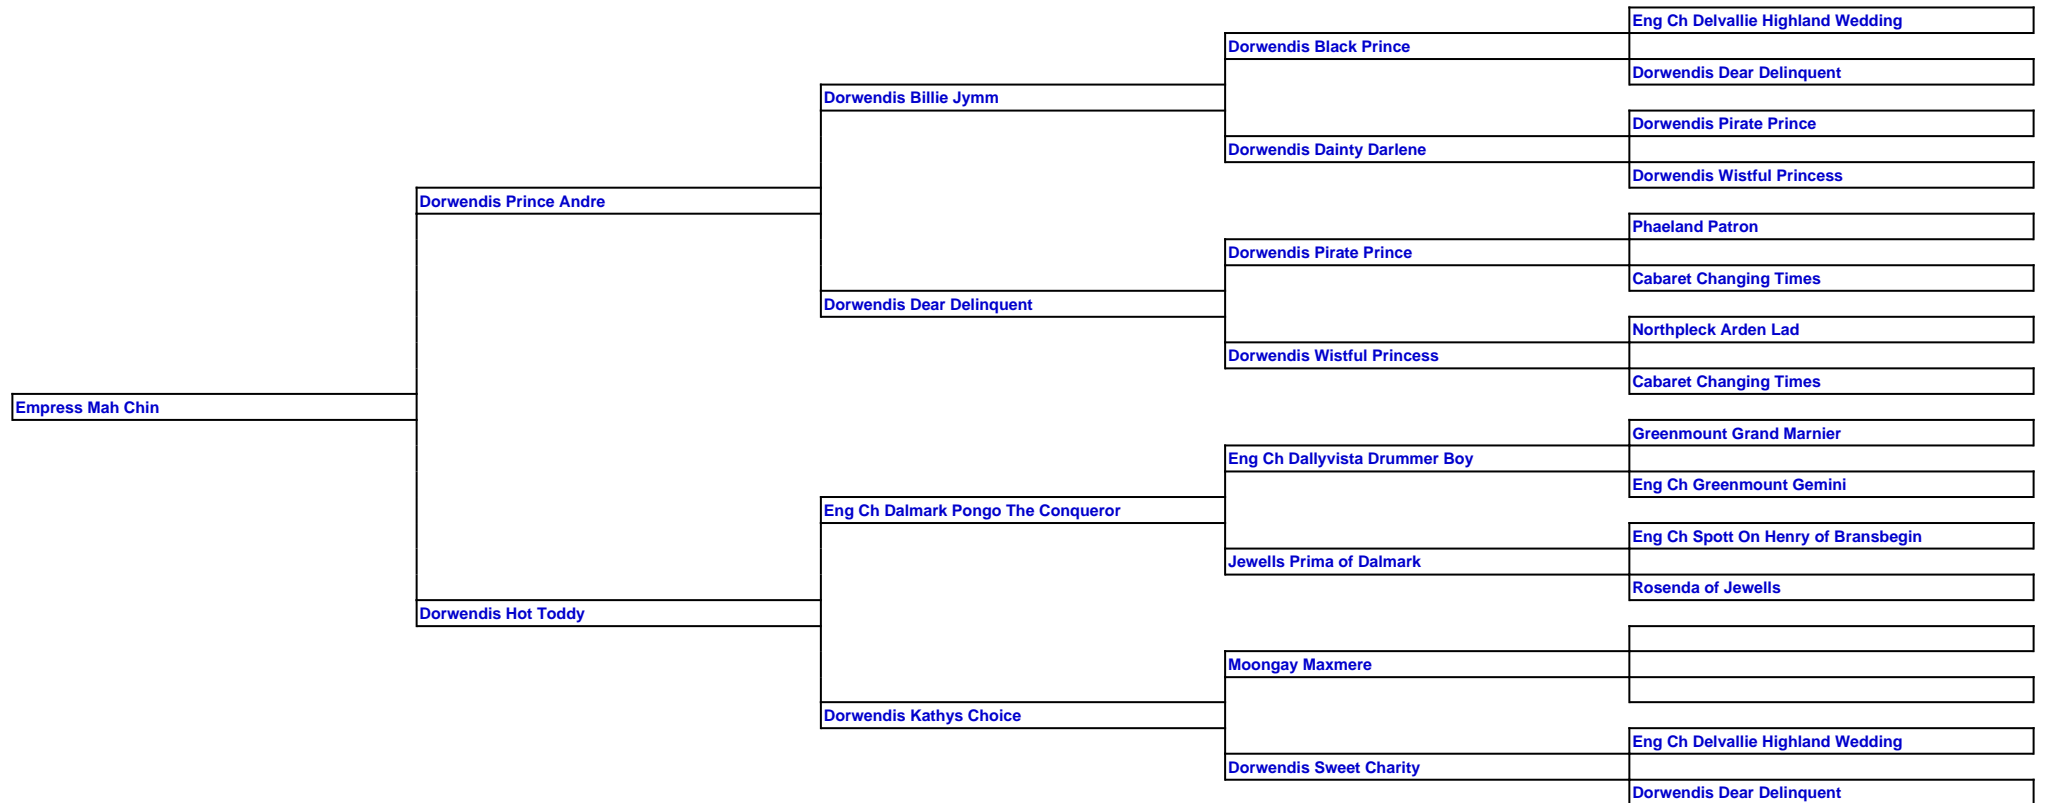 Eng Ch Delvallie Highland Wedding
Dorwendis Black Prince
Dorwendis Dear Delinquent
Dorwendis Billie Jymm
Dorwendis Pirate Prince
Dorwendis Dainty Darlene
Dorwendis Wistful Princess
Dorwendis Prince Andre
Phaeland Patron
Dorwendis Pirate Prince
Cabaret Changing Times
Dorwendis Dear Delinquent
Northpleck Arden Lad
Dorwendis Wistful Princess
Cabaret Changing Times
Empress Mah Chin
Greenmount Grand Marnier
Eng Ch Dallyvista Drummer Boy
Eng Ch Greenmount Gemini
Eng Ch Dalmark Pongo The Conqueror
Eng Ch Spott On Henry of Bransbegin
Jewells Prima of Dalmark
Rosenda of Jewells
Dorwendis Hot Toddy
Moongay Maxmere
Dorwendis Kathys Choice
Eng Ch Delvallie Highland Wedding
Dorwendis Sweet Charity
Dorwendis Dear Delinquent